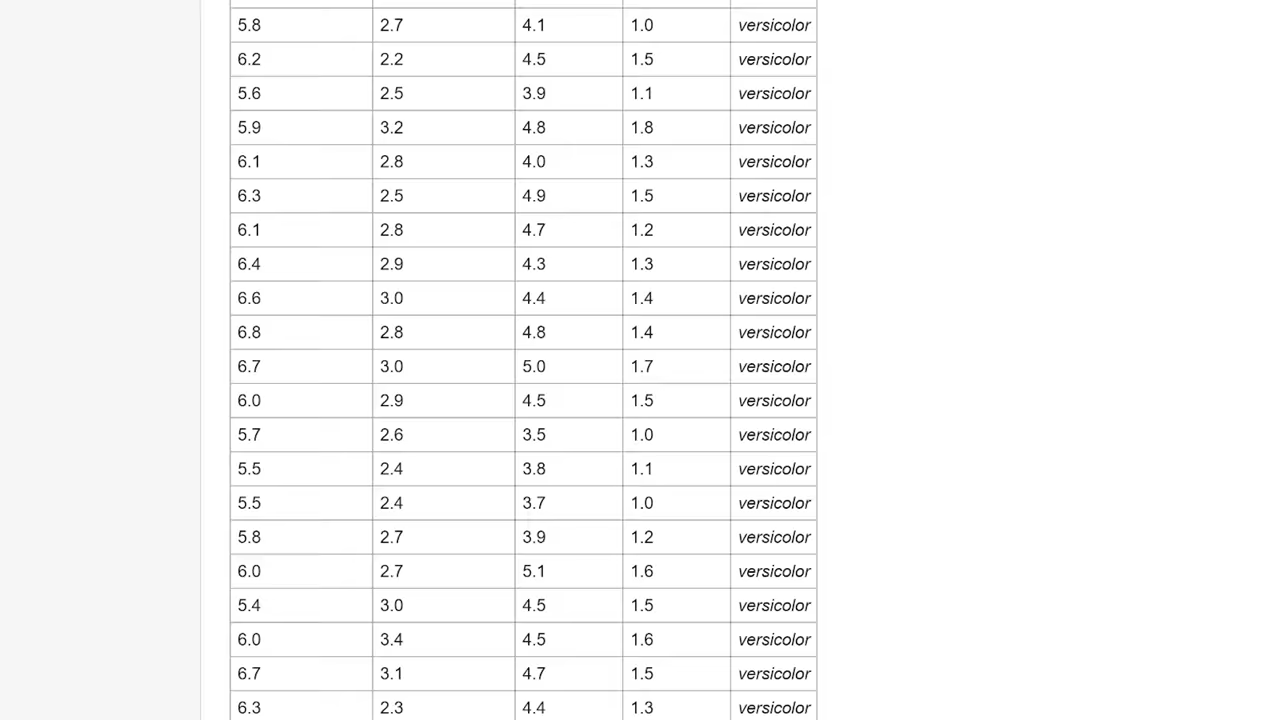 5.8 2.7 4.1 1.0 versicolor
6.2 2.2 4.5 1.5 versicolor
5.6 2.5 3.9 1.1 versicolor
5.9 3.2 4.8 1.8 versicolor
6.1 2.8 4.0 1.3 versicolor
6.3 2.5 4.9 1.5 versicolor
6.1 2.8 4.7 1.2 versicolor
6.4 2.9 4.3 1.3 versicolor
6.6 3.0 4.4 1.4 versicolor
6.8 2.8 4.8 1.4 versicolor
6.7 3.0 5.0 1.7 versicolor
6.0 2.9 4.5 1.5 versicolor
5.7 2.6 3.5 1.0 versicolor
5.5 2.4 3.8 1.1 versicolor
5.5 2.4 3.7 1.0 versicolor
5.8 2.7 3.9 1.2 versicolor
6.0 2.7 5.1 1.6 versicolor
5.4 3.0 4.5 1.5 versicolor
6.0 3.4 4.5 1.6 versicolor
6.7 3.1 4.7 1.5 versicolor
6.3 2.3 4.4 1.3 versicolor